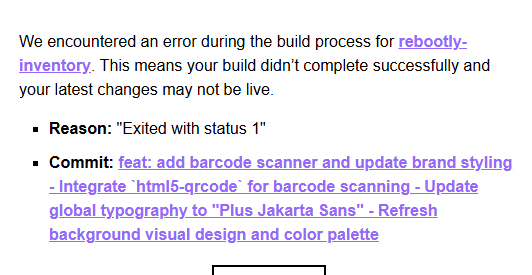 We encountered an error during the build process for rebootly-
inventory. This means your build didn’t complete successfully and
your latest changes may not be live.
Reason: "Exited with status 1"
Commit: feat: add barcode scanner and update brand styling
- Integrate `html5-qrcode` for barcode scanning - Update
global typography to "Plus Jakarta Sans" - Refresh
background visual design and color palette